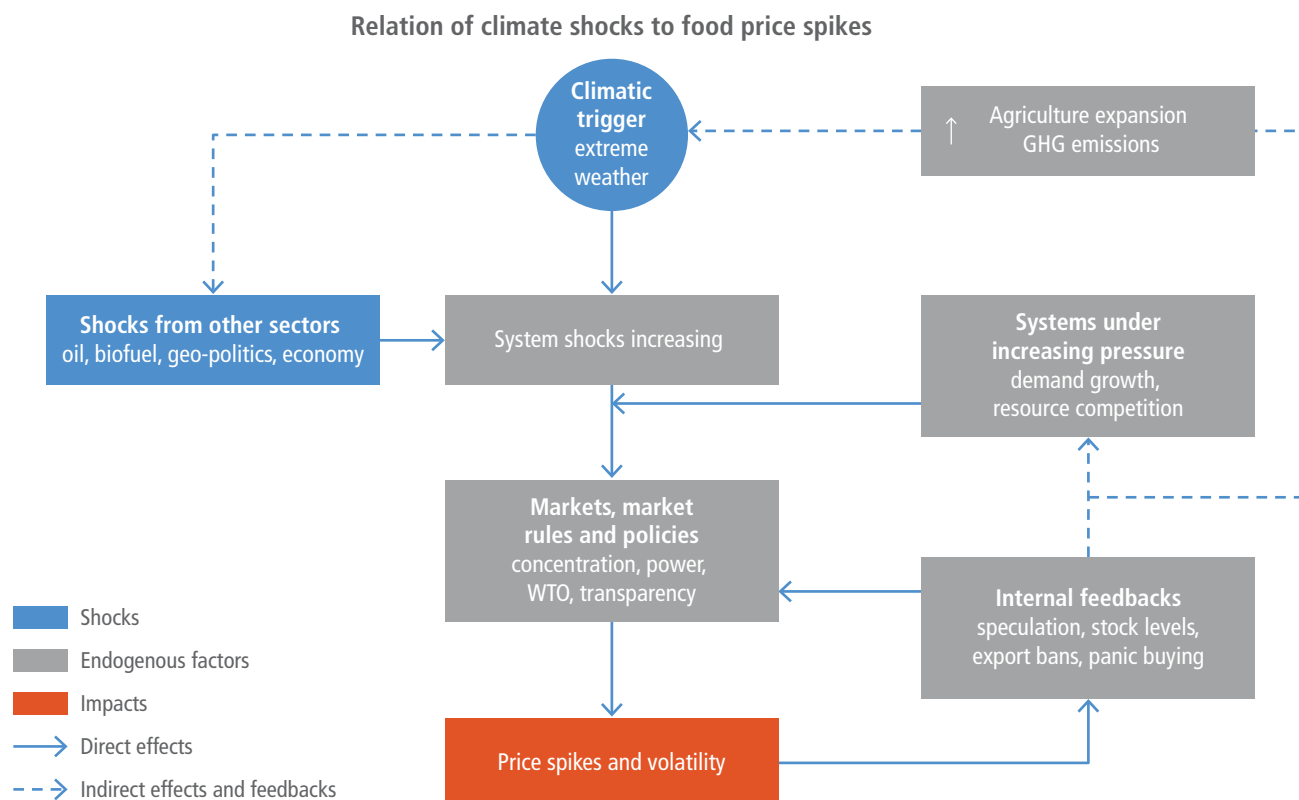 Relation of climate shocks to food price spikes
Climatic
trigger
extreme
weather
↑
Agriculture expansion
GHG emissions
Shocks from other sectors
oil, biofuel, geo-politics, economy
System shocks increasing
Systems under
increasing pressure
demand growth,
resource competition
Markets, market
rules and policies
concentration, power,
WTO, transparency
Internal feedbacks
speculation, stock levels,
export bans, panic buying
Price spikes and volatility
Shocks
Endogenous factors
Impacts
Direct effects
Indirect effects and feedbacks